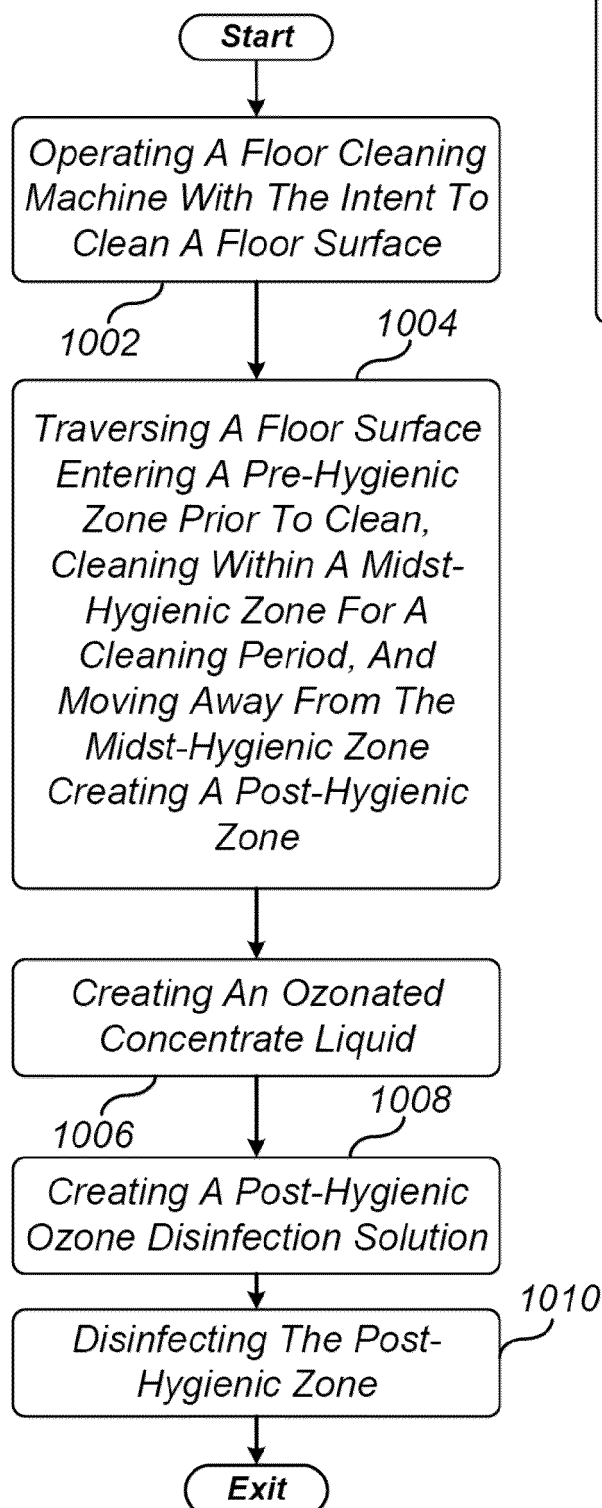 Start
Operating A Floor Cleaning
Machine With The Intent To
Clean A Floor Surface
1002
1004
Traversing A Floor Surface
Entering A Pre-Hygienic
Zone Prior To Clean,
Cleaning Within A Midst-
Hygienic Zone For A
Cleaning Period, And
Moving Away From The
Midst-Hygienic Zone
Creating A Post-Hygienic
Zone
Creating An Ozonated
Concentrate Liquid
1006
1008
Creating A Post-Hygienic
Ozone Disinfection Solution
1010
Disinfecting The Post-
Hygienic Zone
Exit